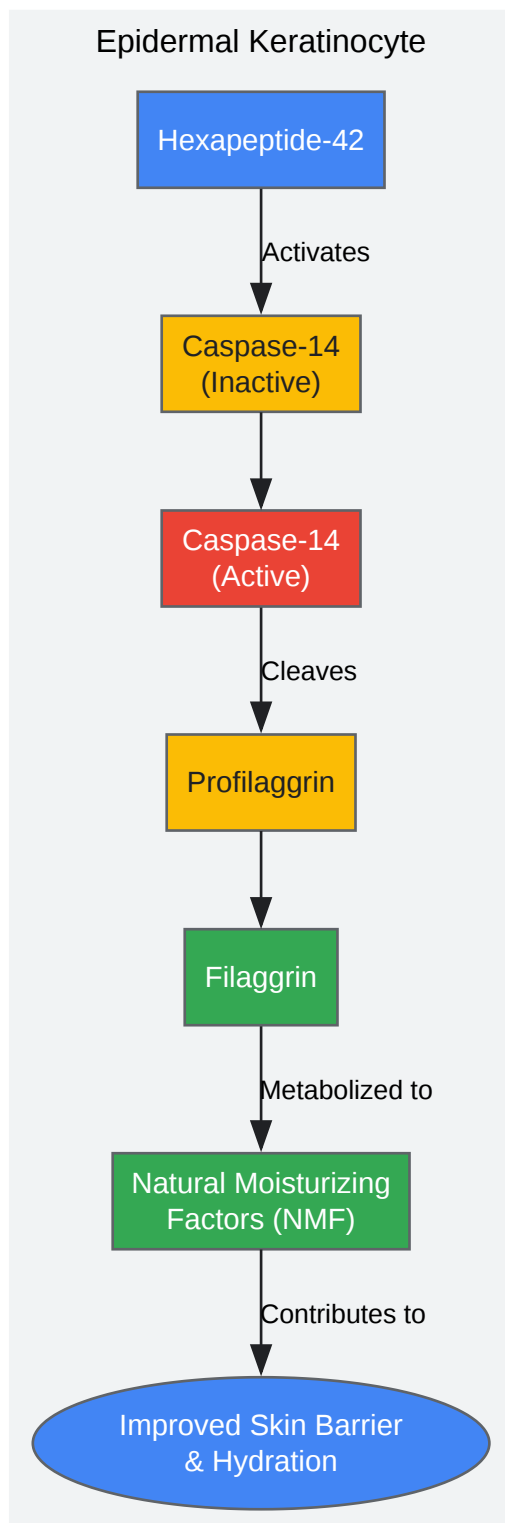 Epidermal Keratinocyte
Hexapeptide-42
Activates
Caspase-14
(Inactive)
Caspase-14
(Active)
Cleaves
Profilaggrin
Filaggrin
Metabolized to
Natural Moisturizing
Factors (NMF)
Contributes to
Improved Skin Barrier
& Hydration